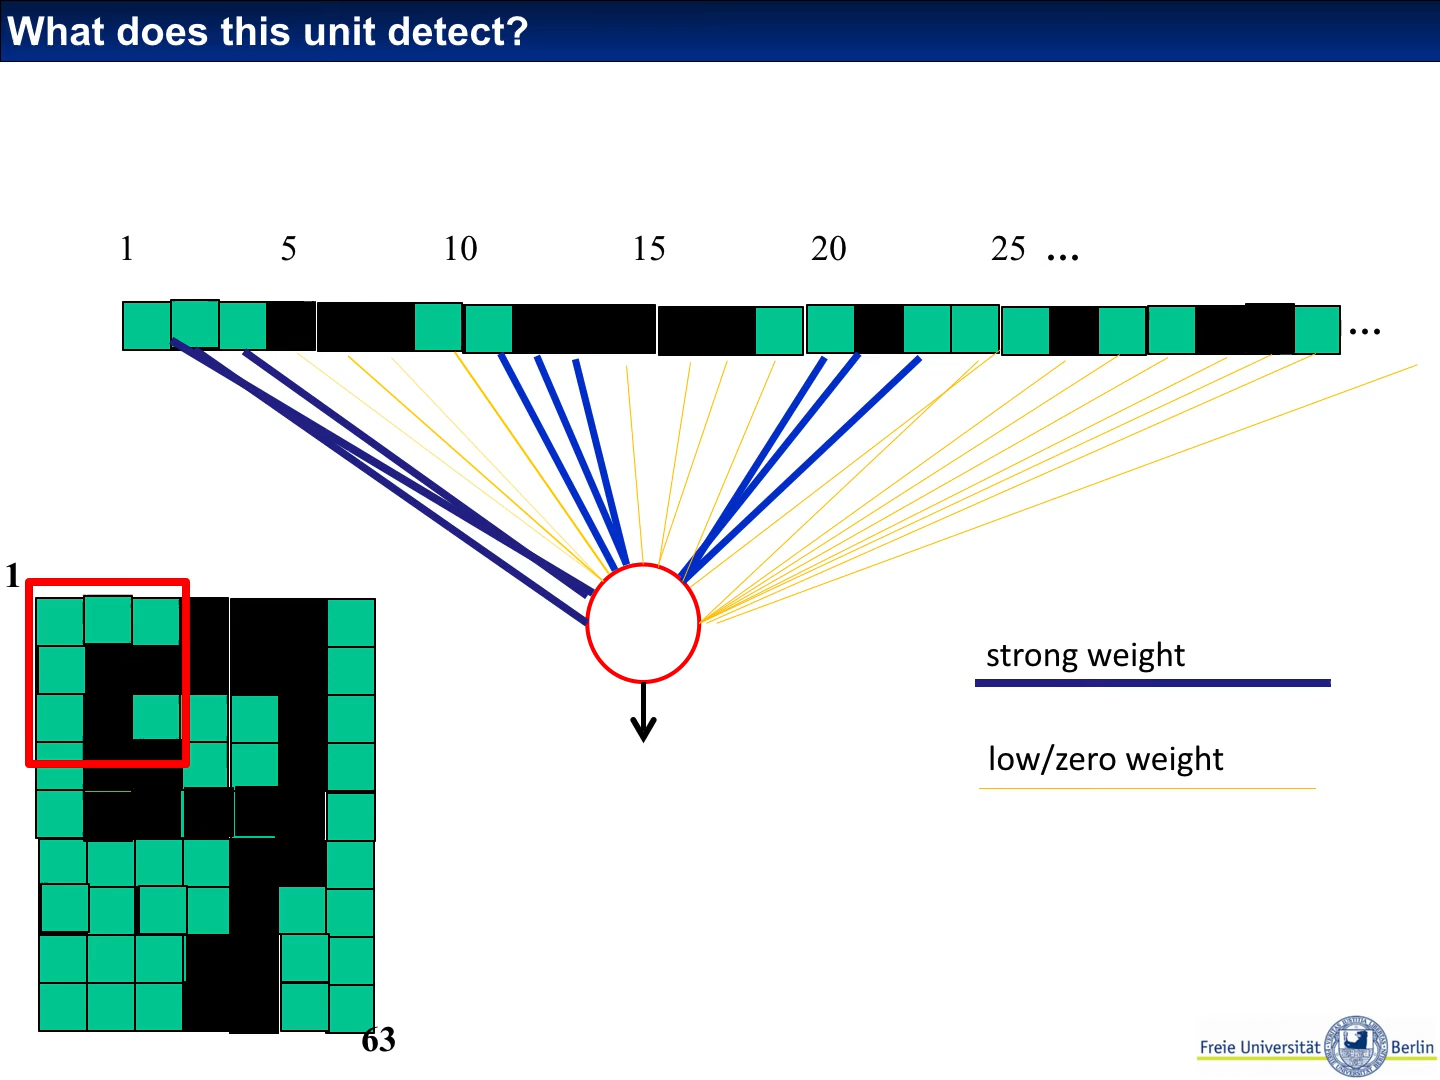 What does this unit detect?
1 5 10 15 20 25 ...
...
1
strong weight
low/zero weight
63
Freie Universität Berlin